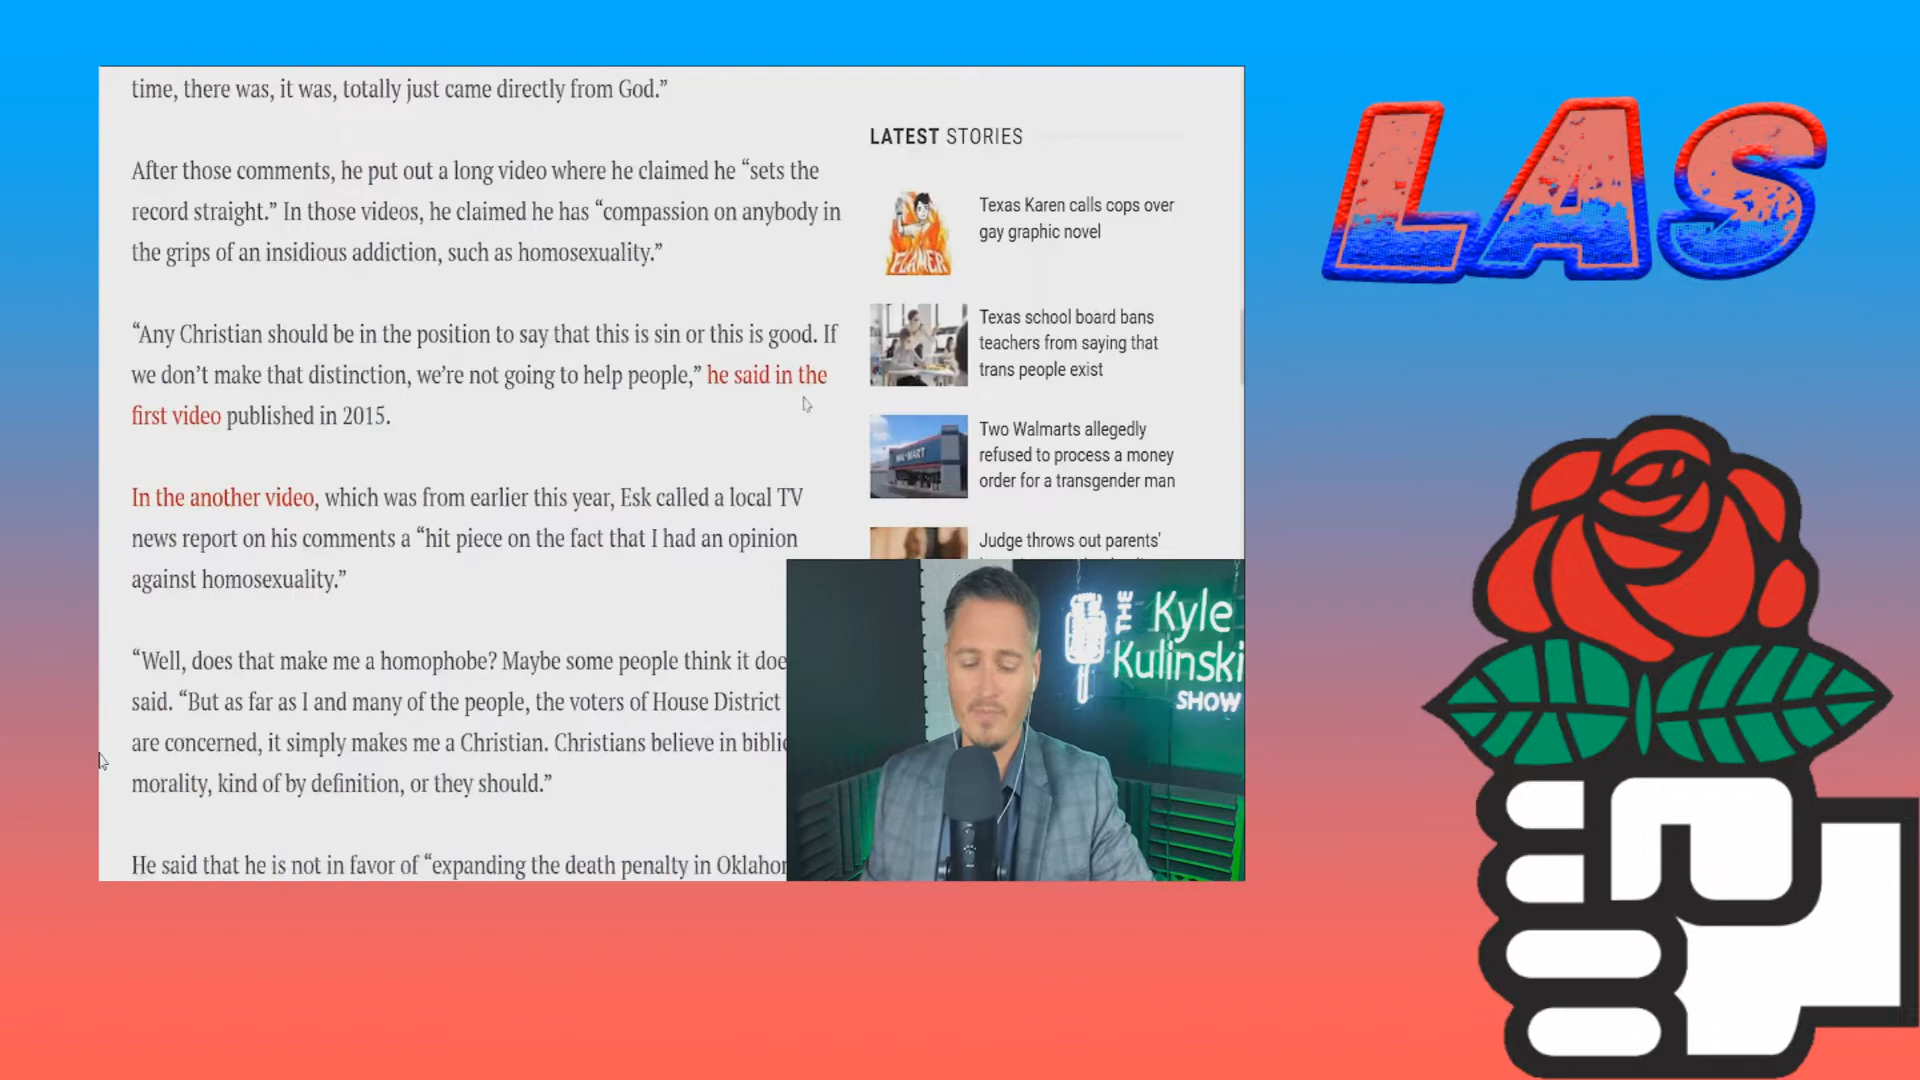 time, there was, it was, totally just came directly from God.”
After those comments, he put out a long video where he claimed he “sets the
record straight.” In those videos, he claimed he has “compassion on anybody in
the grips of an insidious addiction, such as homosexuality.”
“Any Christian should be in the position to say that this is sin or this is good. If
we don’t make that distinction, we’re not going to help people,” he said in the
first video published in 2015.
In the another video, which was from earlier this year, Esk called a local TV
news report on his comments a “hit piece on the fact that I had an opinion
against homosexuality.”
“Well, does that make me a homophobe? Maybe some people think it doe
said. “But as far as I and many of the people, the voters of House District
are concerned, it simply makes me a Christian. Christians believe in biblic
morality, kind of by definition, or they should.”
He said that he is not in favor of “expanding the death penalty in Oklahom
LATEST STORIES
FLAMER
Texas Karen calls cops over
gay graphic novel
Texas school board bans
teachers from saying that
trans people exist
WAL*MART
Two Walmarts allegedly
refused to process a money
order for a transgender man
Judge throws out parents’
THE
Kyle
Kulinski
SHOW
LAS